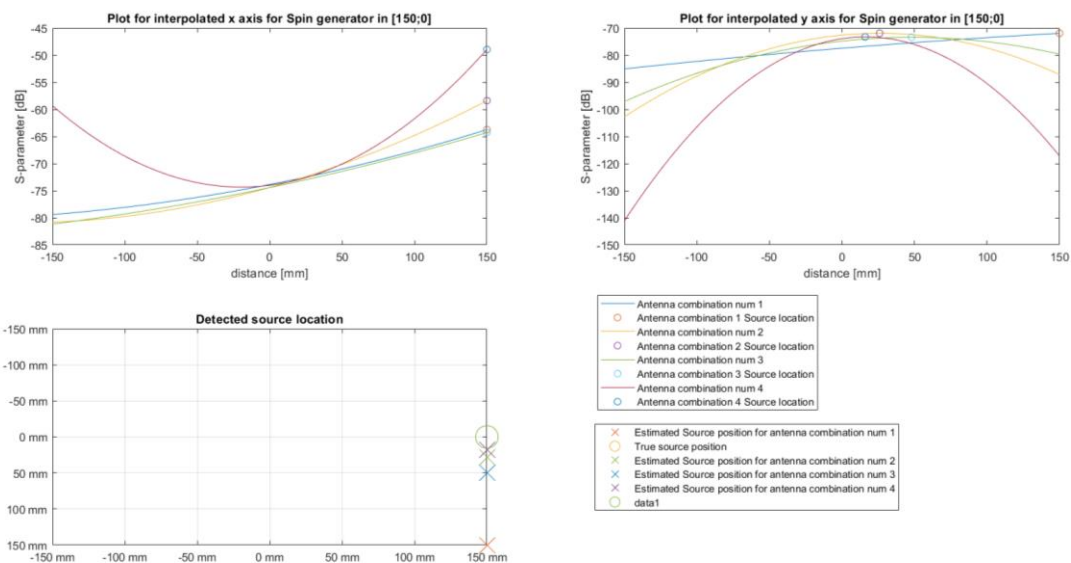 Plot for interpolated x axis for Spin generator in [150;0]
-45
-50
-55
-60
-65
-70
-75
-80
-85
S-parameter [dB]
-150 -100 -50 0 50 100 150
distance [mm]
Plot for interpolated y axis for Spin generator in [150;0]
-70
-80
-90
-100
-110
-120
-130
-140
-150
S-parameter [dB]
-150 -100 -50 0 50 100 150
distance [mm]
Detected source location
-150 mm
-100 mm
-50 mm
0 mm
50 mm
100 mm
150 mm
-150 mm -100 mm -50 mm 0 mm 50 mm 100 mm 150 mm
Antenna combination num 1
Antenna combination 1 Source location
Antenna combination num 2
Antenna combination 2 Source location
Antenna combination num 3
Antenna combination 3 Source location
Antenna combination num 4
Antenna combination 4 Source location
Estimated Source position for antenna combination num 1
True source position
Estimated Source position for antenna combination num 2
Estimated Source position for antenna combination num 3
Estimated Source position for antenna combination num 4
data1